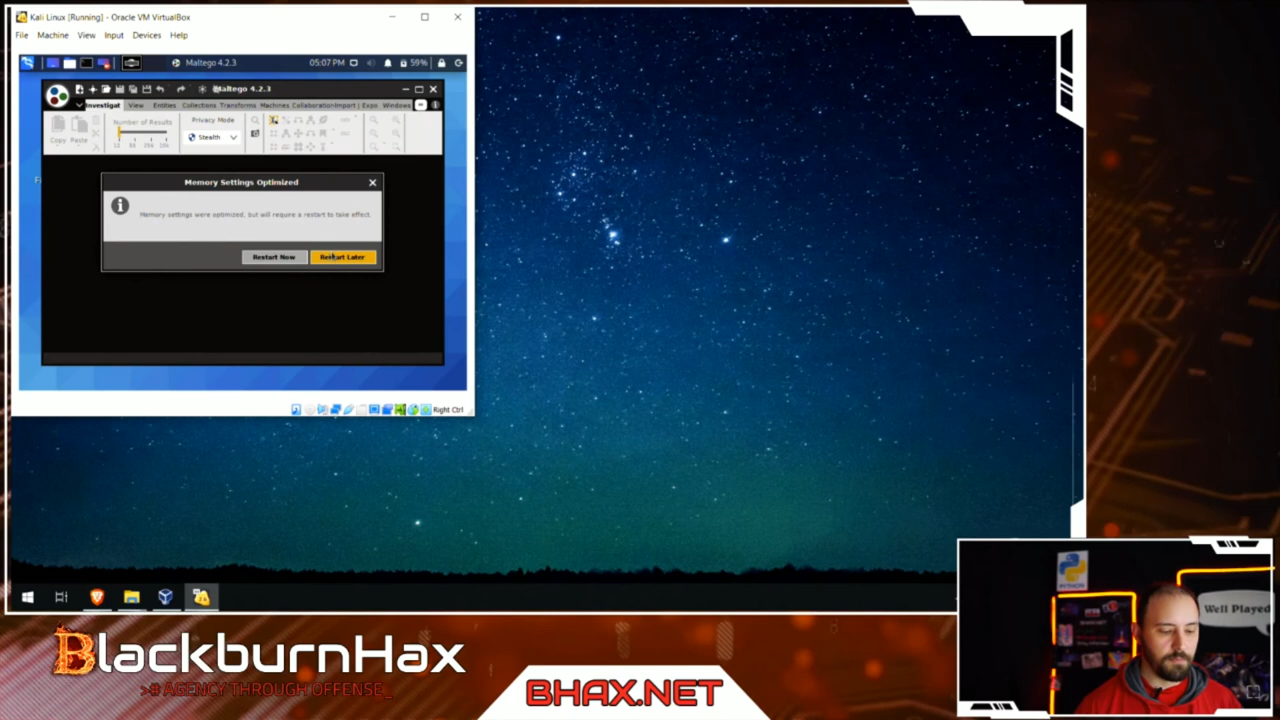 Kali Linux [Running] - Oracle VM VirtualBox
File Machine View Input Devices Help
Maltego 4.2.3
05:07 PM
59%
Maltego 4.2.3
Investigat View Entities Collections Transforms Machines Collaboration Import | Expo Windows
Copy Paste
Number of Results
Privacy Mode
Stealth
Memory Settings Optimized
Memory settings were optimized, but will require a restart to take effect.
Restart Now Restart Later
Right Ctrl
PYTHON
Well Played
BlackburnHax
># AGENCY THROUGH OFFENSE_
BHAX.NET